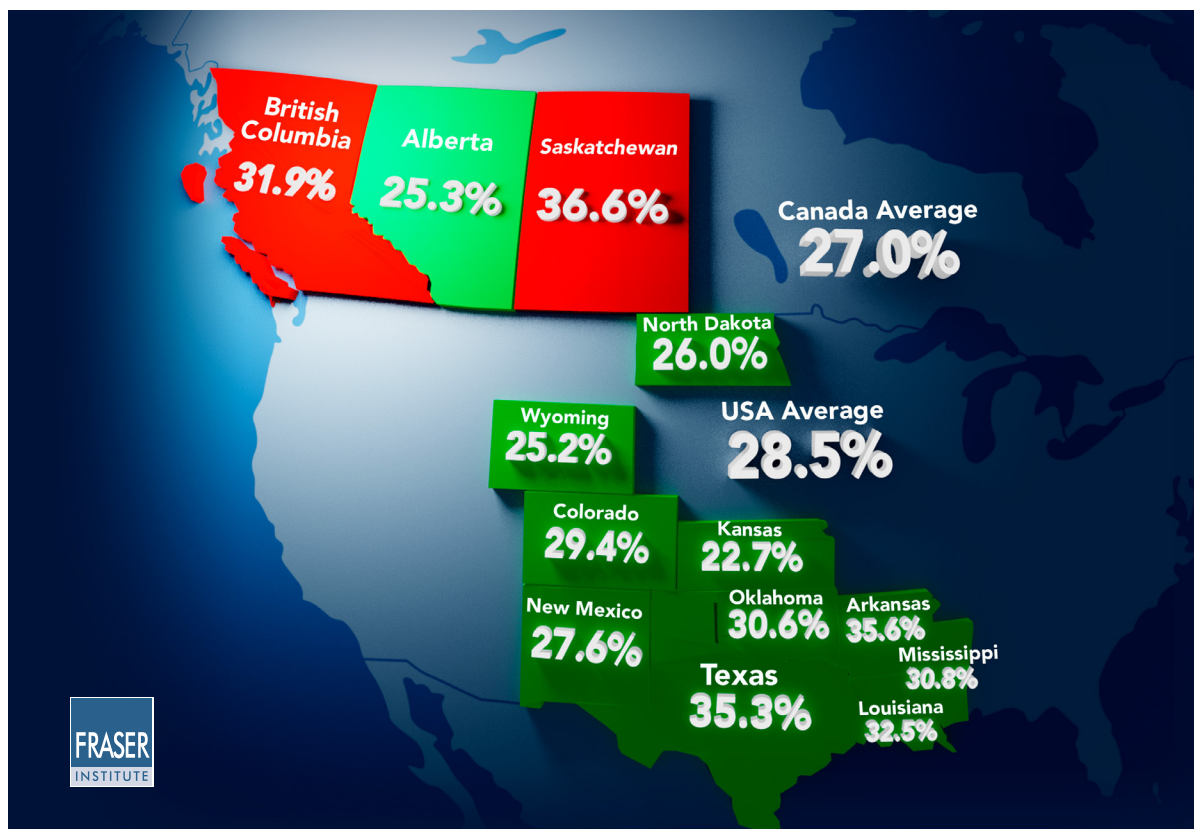 British
Columbia
31.9%
Alberta
25.3%
Saskatchewan
36.6%
Canada Average
27.0%
North Dakota
26.0%
Wyoming
25.2%
USA Average
28.5%
Colorado
29.4%
Kansas
22.7%
New Mexico
27.6%
Oklahoma
30.6%
Arkansas
35.6%
Mississippi
30.8%
Texas
35.3%
Louisiana
32.5%
FRASER
INSTITUTE